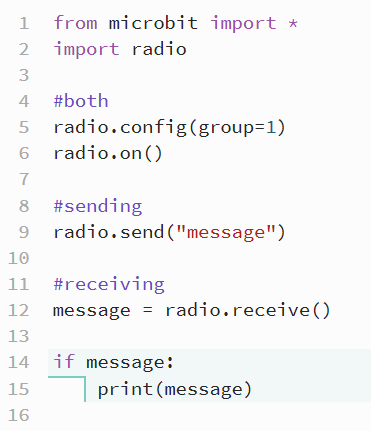 1 from microbit import *
2 import radio
3
4 #both
5 radio.config(group=1)
6 radio.on()
7
8 #sending
9 radio.send("message")
10
11 #receiving
12 message = radio.receive()
13
14 if message:
15     print(message)
16